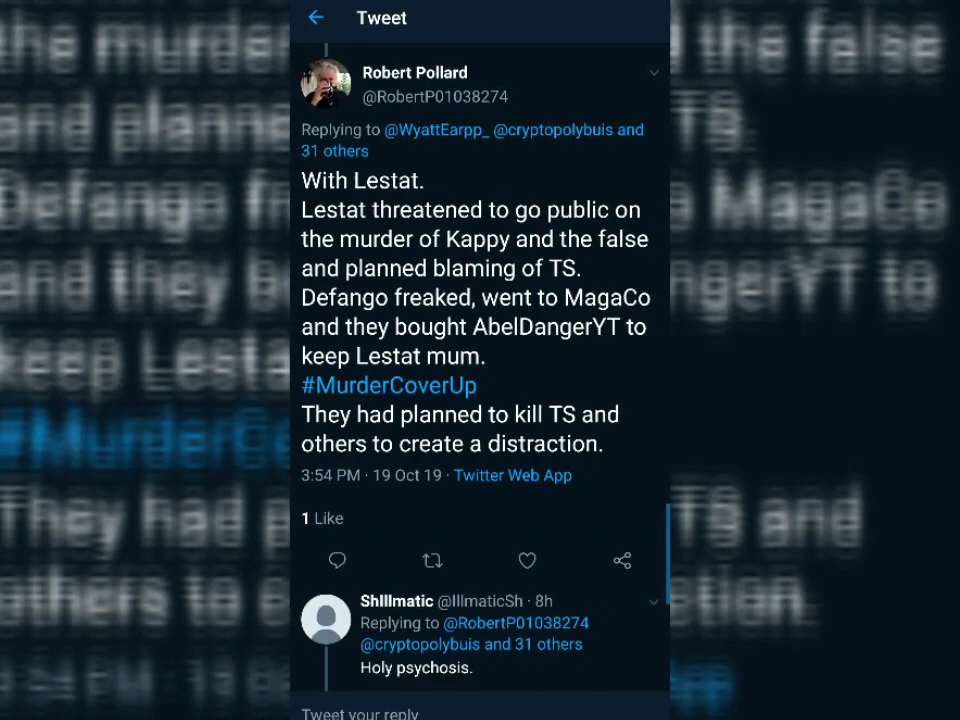 Tweet
Robert Pollard
@RobertP01038274
Replying to @WyattEarpp_ @cryptopolybuis and
31 others
With Lestat.
Lestat threatened to go public on
the murder of Kappy and the false
and planned blaming of TS.
Defango freaked, went to MagaCo
and they bought AbelDangerYT to
keep Lestat mum.
#MurderCoverUp
They had planned to kill TS and
others to create a distraction.
3:54 PM · 19 Oct 19 · Twitter Web App
1 Like
Shlllmatic @IllmaticSh · 8h
Replying to @RobertP01038274
@cryptopolybuis and 31 others
Holy psychosis.
Tweet your reply